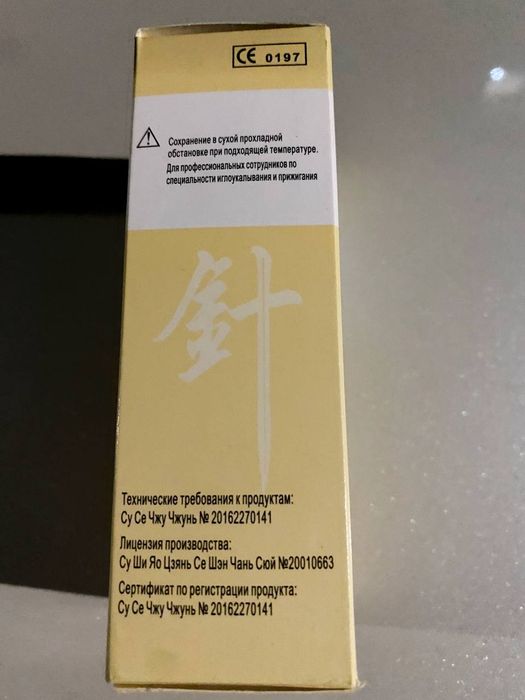 CE 0197
Сохранение в сухой прохладной
обстановке при подходящей температуре.
Для профессиональных сотрудников по
специальности иглоукалывания и прижигания
針
Технические требования к продуктам:
Су Се Чжу Чжунь № 20162270141
Лицензия производства:
Су Ши Яо Цзянь Се Шэн Чань Сюй №20010663
Сертификат по регистрации продукта:
Су Се Чжу Чжунь № 20162270141